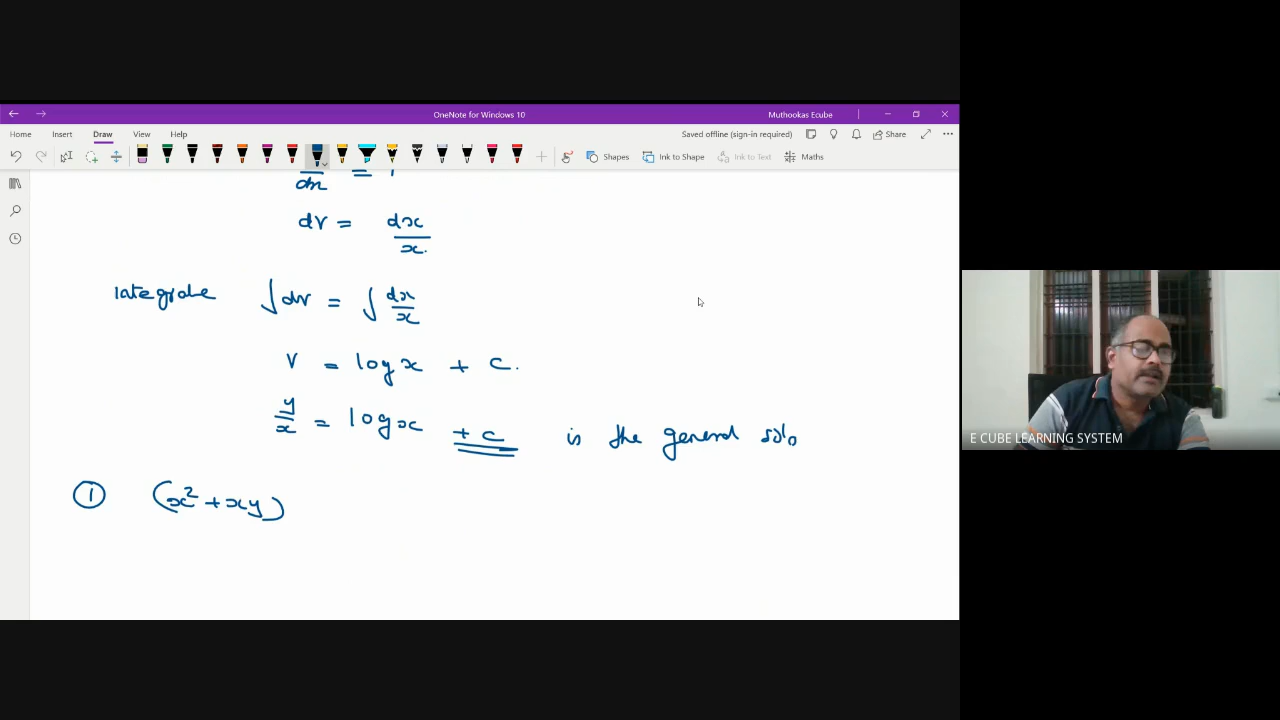 OneNote for Windows 10
Muthookas Ecube
Home Insert Draw View Help
Saved offline (sign-in required)
Share
Shapes
Ink to Shape
Ink to Text
Maths
dx =
dv = dx/x.
Integrate ∫dv = ∫dx/x
v = log x + c.
y/x = log x + c is the general soln
① (x² + xy)
E CUBE LEARNING SYSTEM